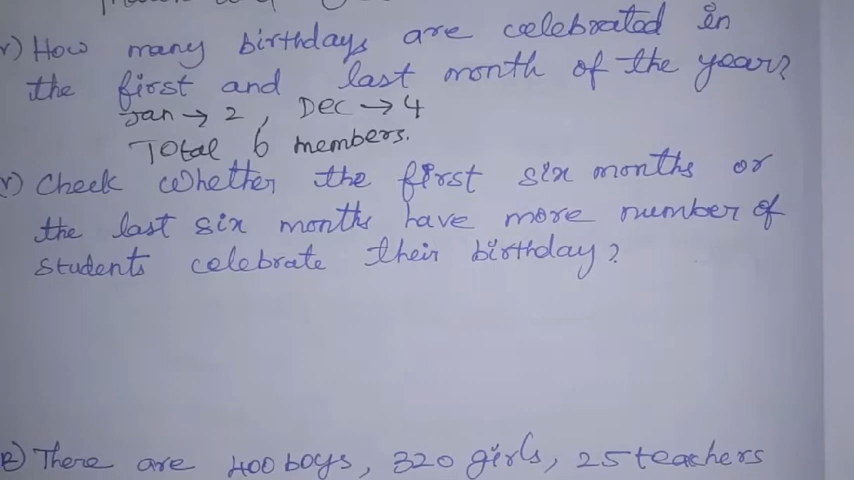 ) How many birthdays are celebrated in
the first and last month of the year?
Jan → 2, Dec → 4
Total 6 members.
) Check whether the first six months or
the last six months have more number of
students celebrate their birthday?
) There are 400 boys, 320 girls, 25 teachers